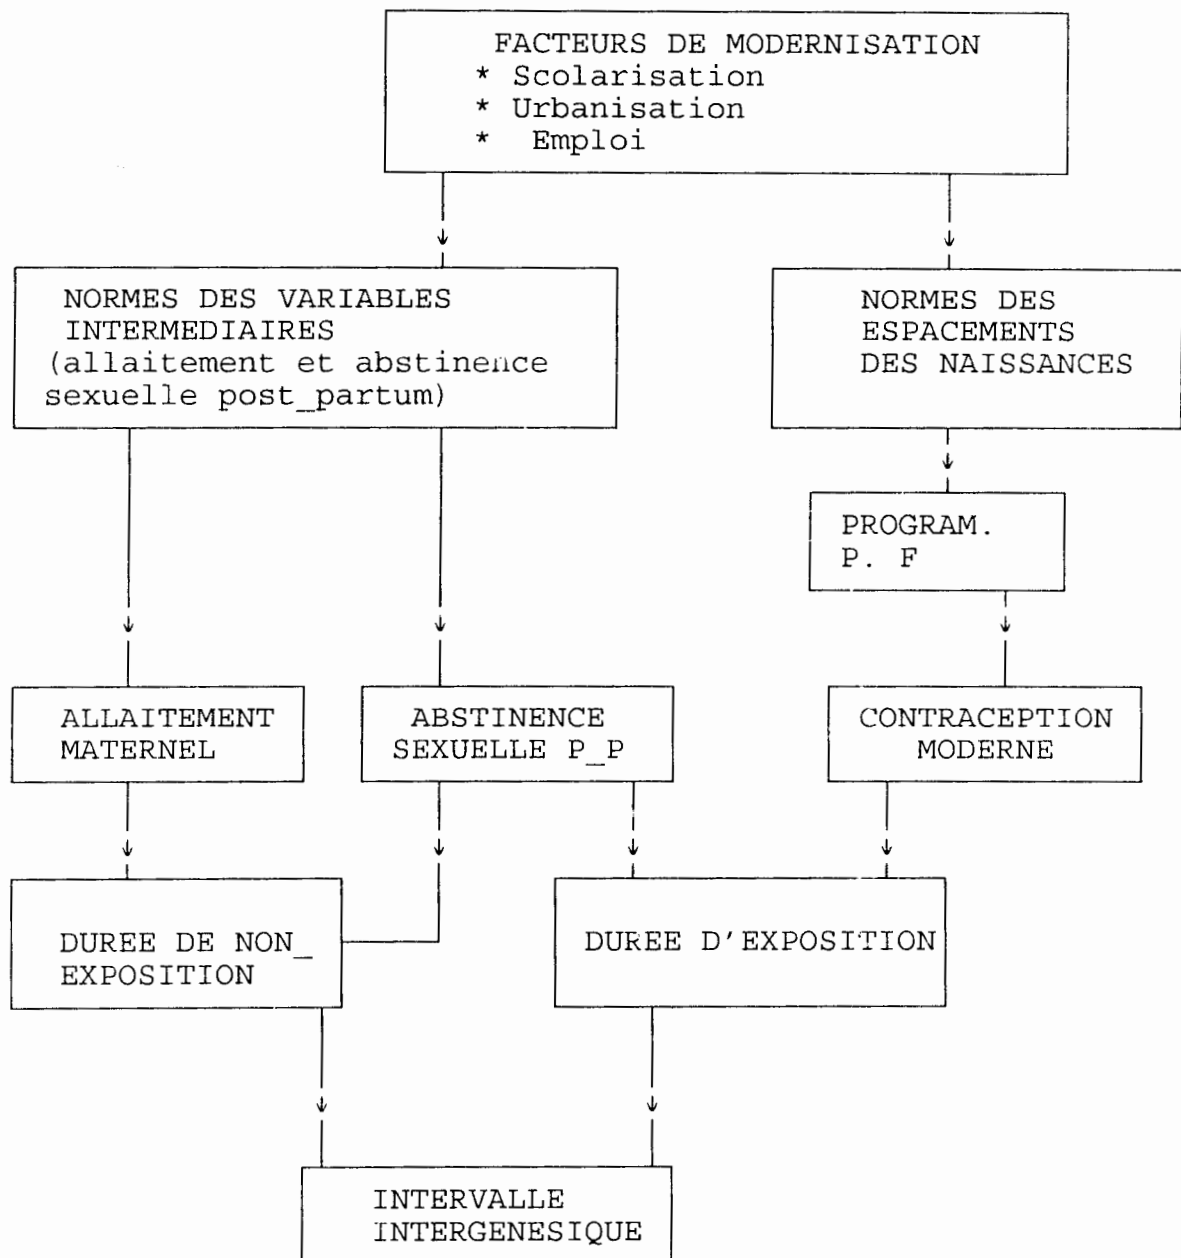 FACTEURS DE MODERNISATION
* Scolarisation
* Urbanisation
* Emploi
NORMES DES VARIABLES
INTERMEDIAIRES
(allaitement et abstinence
sexuelle post_partum)
NORMES DES
ESPACEMENTS
DES NAISSANCES
PROGRAM.
P. F
ALLAITEMENT
MATERNEL
ABSTINENCE
SEXUELLE P_P
CONTRACEPTION
MODERNE
DUREE DE NON_
EXPOSITION
DUREE D'EXPOSITION
INTERVALLE
INTERGENESIQUE